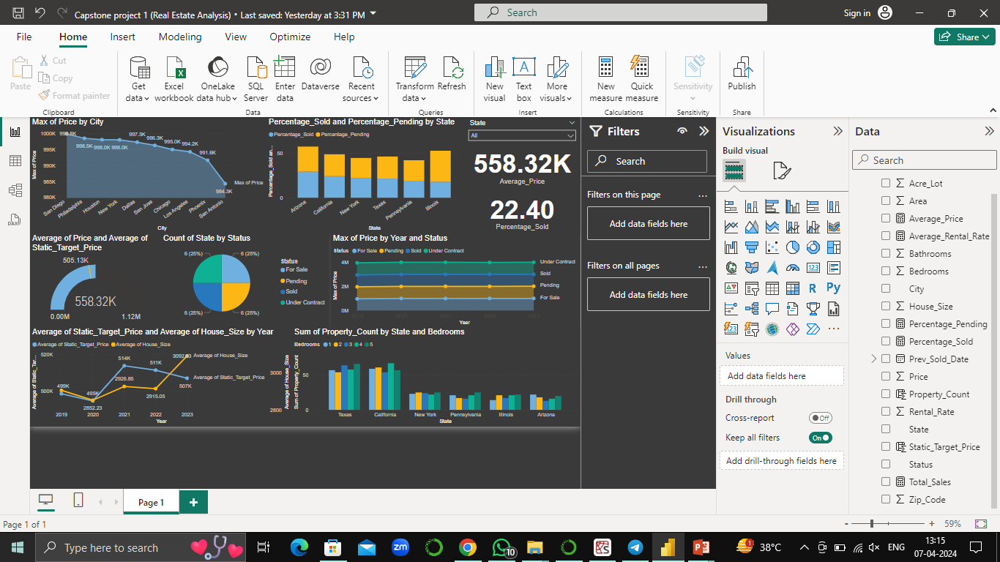 Capstone project 1 (Real Estate Analysis) • Last saved: Yesterday at 3:31 PM
Search
Sign in
File Home Insert Modeling View Optimize Help
Share
Paste
Cut
Copy
Format painter
Clipboard
Get data
Excel workbook
OneLake data hub
SQL Server
Enter data
Dataverse
Recent sources
Data
Transform data
Refresh
Queries
New visual
Text box
More visuals
Insert
New measure
Quick measure
Calculations
Sensitivity
Sensitivity
Publish
Share
Max of Price by City
Max of Price
1000K
995K
990K
985K
980K
998.5K
998.0K
998.0K
997.3K
996.3K
995.0K
994.2K
991.6K
984.3K
Max of Price
San Diego
Philadelphia
Houston
New York
Dallas
San Jose
Chicago
Los Angeles
Phoenix
San Antonio
City
Percentage_Sold and Percentage_Pending by State
Percentage_Sold Percentage_Pending
Percentage_Sold an...
50
0
Arizona
California
New York
Texas
Pennsylvania
Illinois
State
State
All
558.32K
Average_Price
22.40
Percentage_Sold
Average of Price and Average of
Static_Target_Price
505.13K
558.32K
0.00M
1.12M
Count of State by Status
6 (25%)
6 (25%)
6 (25%)
6 (25%)
Status
For Sale
Pending
Sold
Under Contract
Max of Price by Year and Status
Status For Sale Pending Sold Under Contract
Max of Price
4M
2M
0M
Under Contract
Sold
Pending
For Sale
2019 2020 2021 2022 2023
Year
Average of Static_Target_Price and Average of House_Size by Year
Average of Static_Target_Price Average of House_Size
Average of Static_Tar...
520K
500K
499K
495K
2852.23
514K
2926.85
511K
2915.05
507K
Average of House_Size
Average of Static_Target_Price
3000
2800
Average of House_Size
2019 2020 2021 2022 2023
Year
Sum of Property_Count by State and Bedrooms
Bedrooms 1 2 3 4 5
Sum of Property_Count
50
0
Texas California New York Pennsylvania Illinois Arizona
State
Filters
Search
Filters on this page ...
Add data fields here
Filters on all pages ...
Add data fields here
Visualizations
Build visual
R
Py
123
Values
Add data fields here
Drill through
Cross-report
Off
Keep all filters
On
Add drill-through fields here
Data
Search
Acre_Lot
Area
Average_Price
Average_Rental_Rate
Bathrooms
Bedrooms
City
House_Size
Percentage_Pending
Percentage_Sold
Prev_Sold_Date
Price
Property_Count
Rental_Rate
State
Static_Target_Price
Status
Total_Sales
Zip_Code
Page 1
Page 1 of 1
- + 59%
Type here to search
zm
10
1
38°C
ENG
13:15
07-04-2024